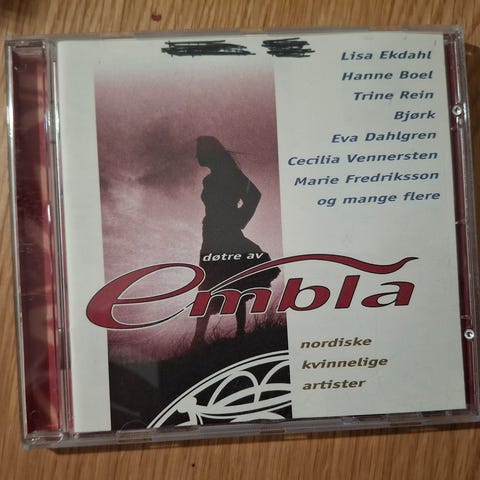 Lisa Ekdahl
Hanne Boel
Trine Rein
Bjørk
Eva Dahlgren
Cecilia Vennersten
Marie Fredriksson
og mange flere
døtre av
embla
nordiske
kvinnelige
artister